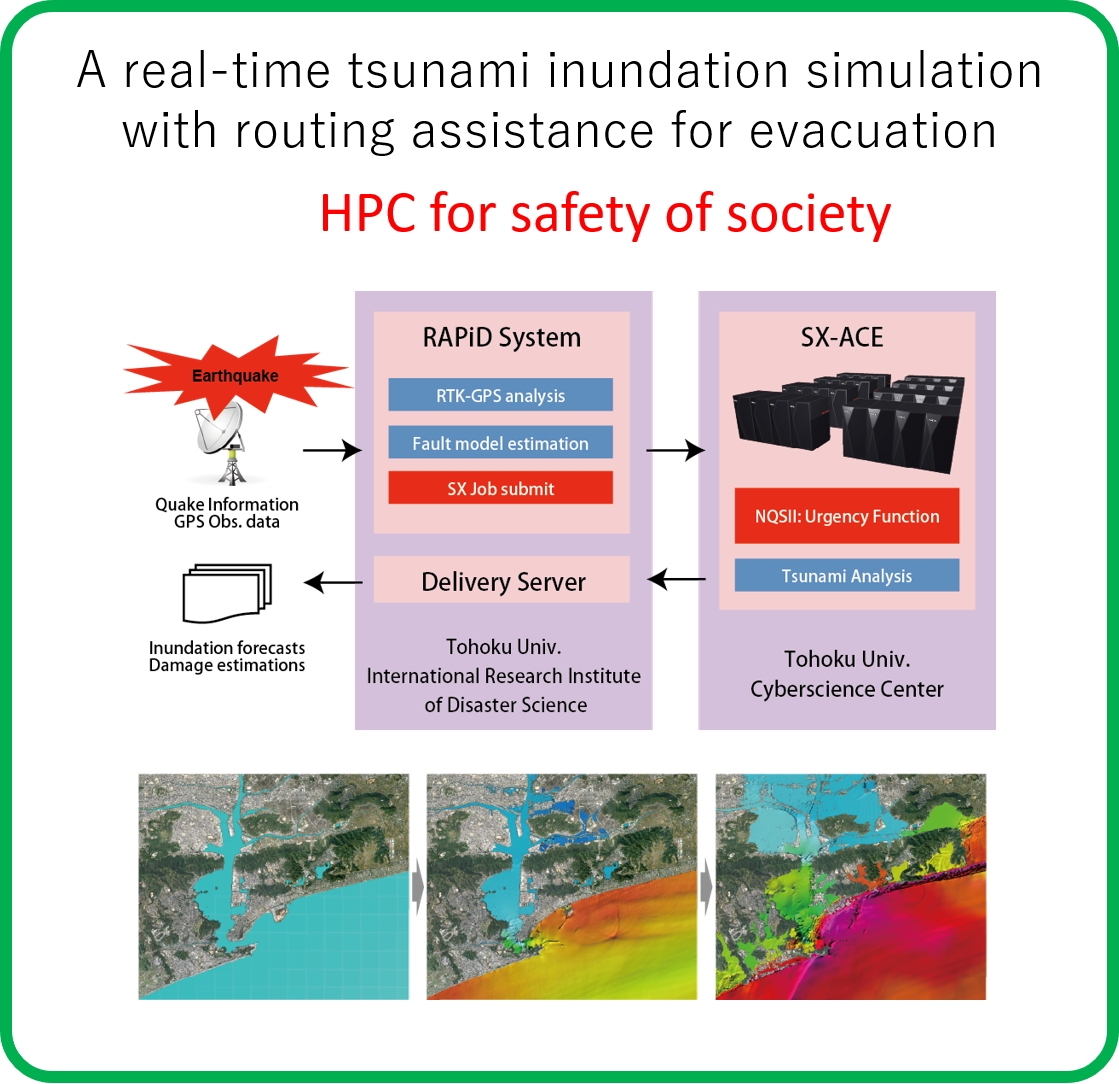 A real-time tsunami inundation simulation
with routing assistance for evacuation
HPC for safety of society
Earthquake
Quake Information
GPS Obs. data
Inundation forecasts
Damage estimations
RAPiD System
RTK-GPS analysis
Fault model estimation
SX Job submit
Delivery Server
Tohoku Univ.
International Research Institute
of Disaster Science
SX-ACE
NQSII: Urgency Function
Tsunami Analysis
Tohoku Univ.
Cyberscience Center